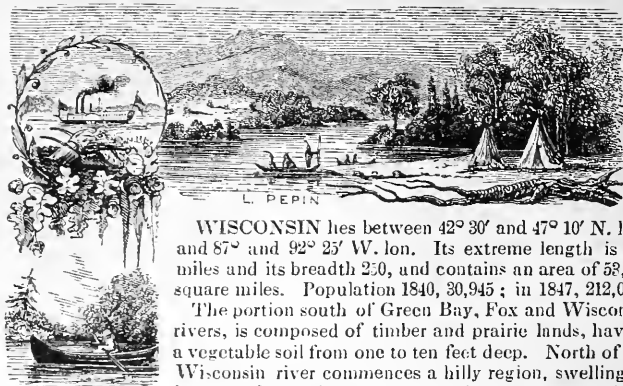 L. PEPIN
WISCONSIN lies between 42° 30′ and 47° 10′ N.
and 87° and 92° 25′ W. lon. Its extreme length is
miles and its breadth 250, and contains an area of
square miles. Population 1840, 30,945; in 1847,
The portion south of Green Bay, Fox and
rivers, is composed of timber and prairie lands,
a vegetable soil from one to ten feet deep. North of
Wisconsin river commences a hilly region, swelling